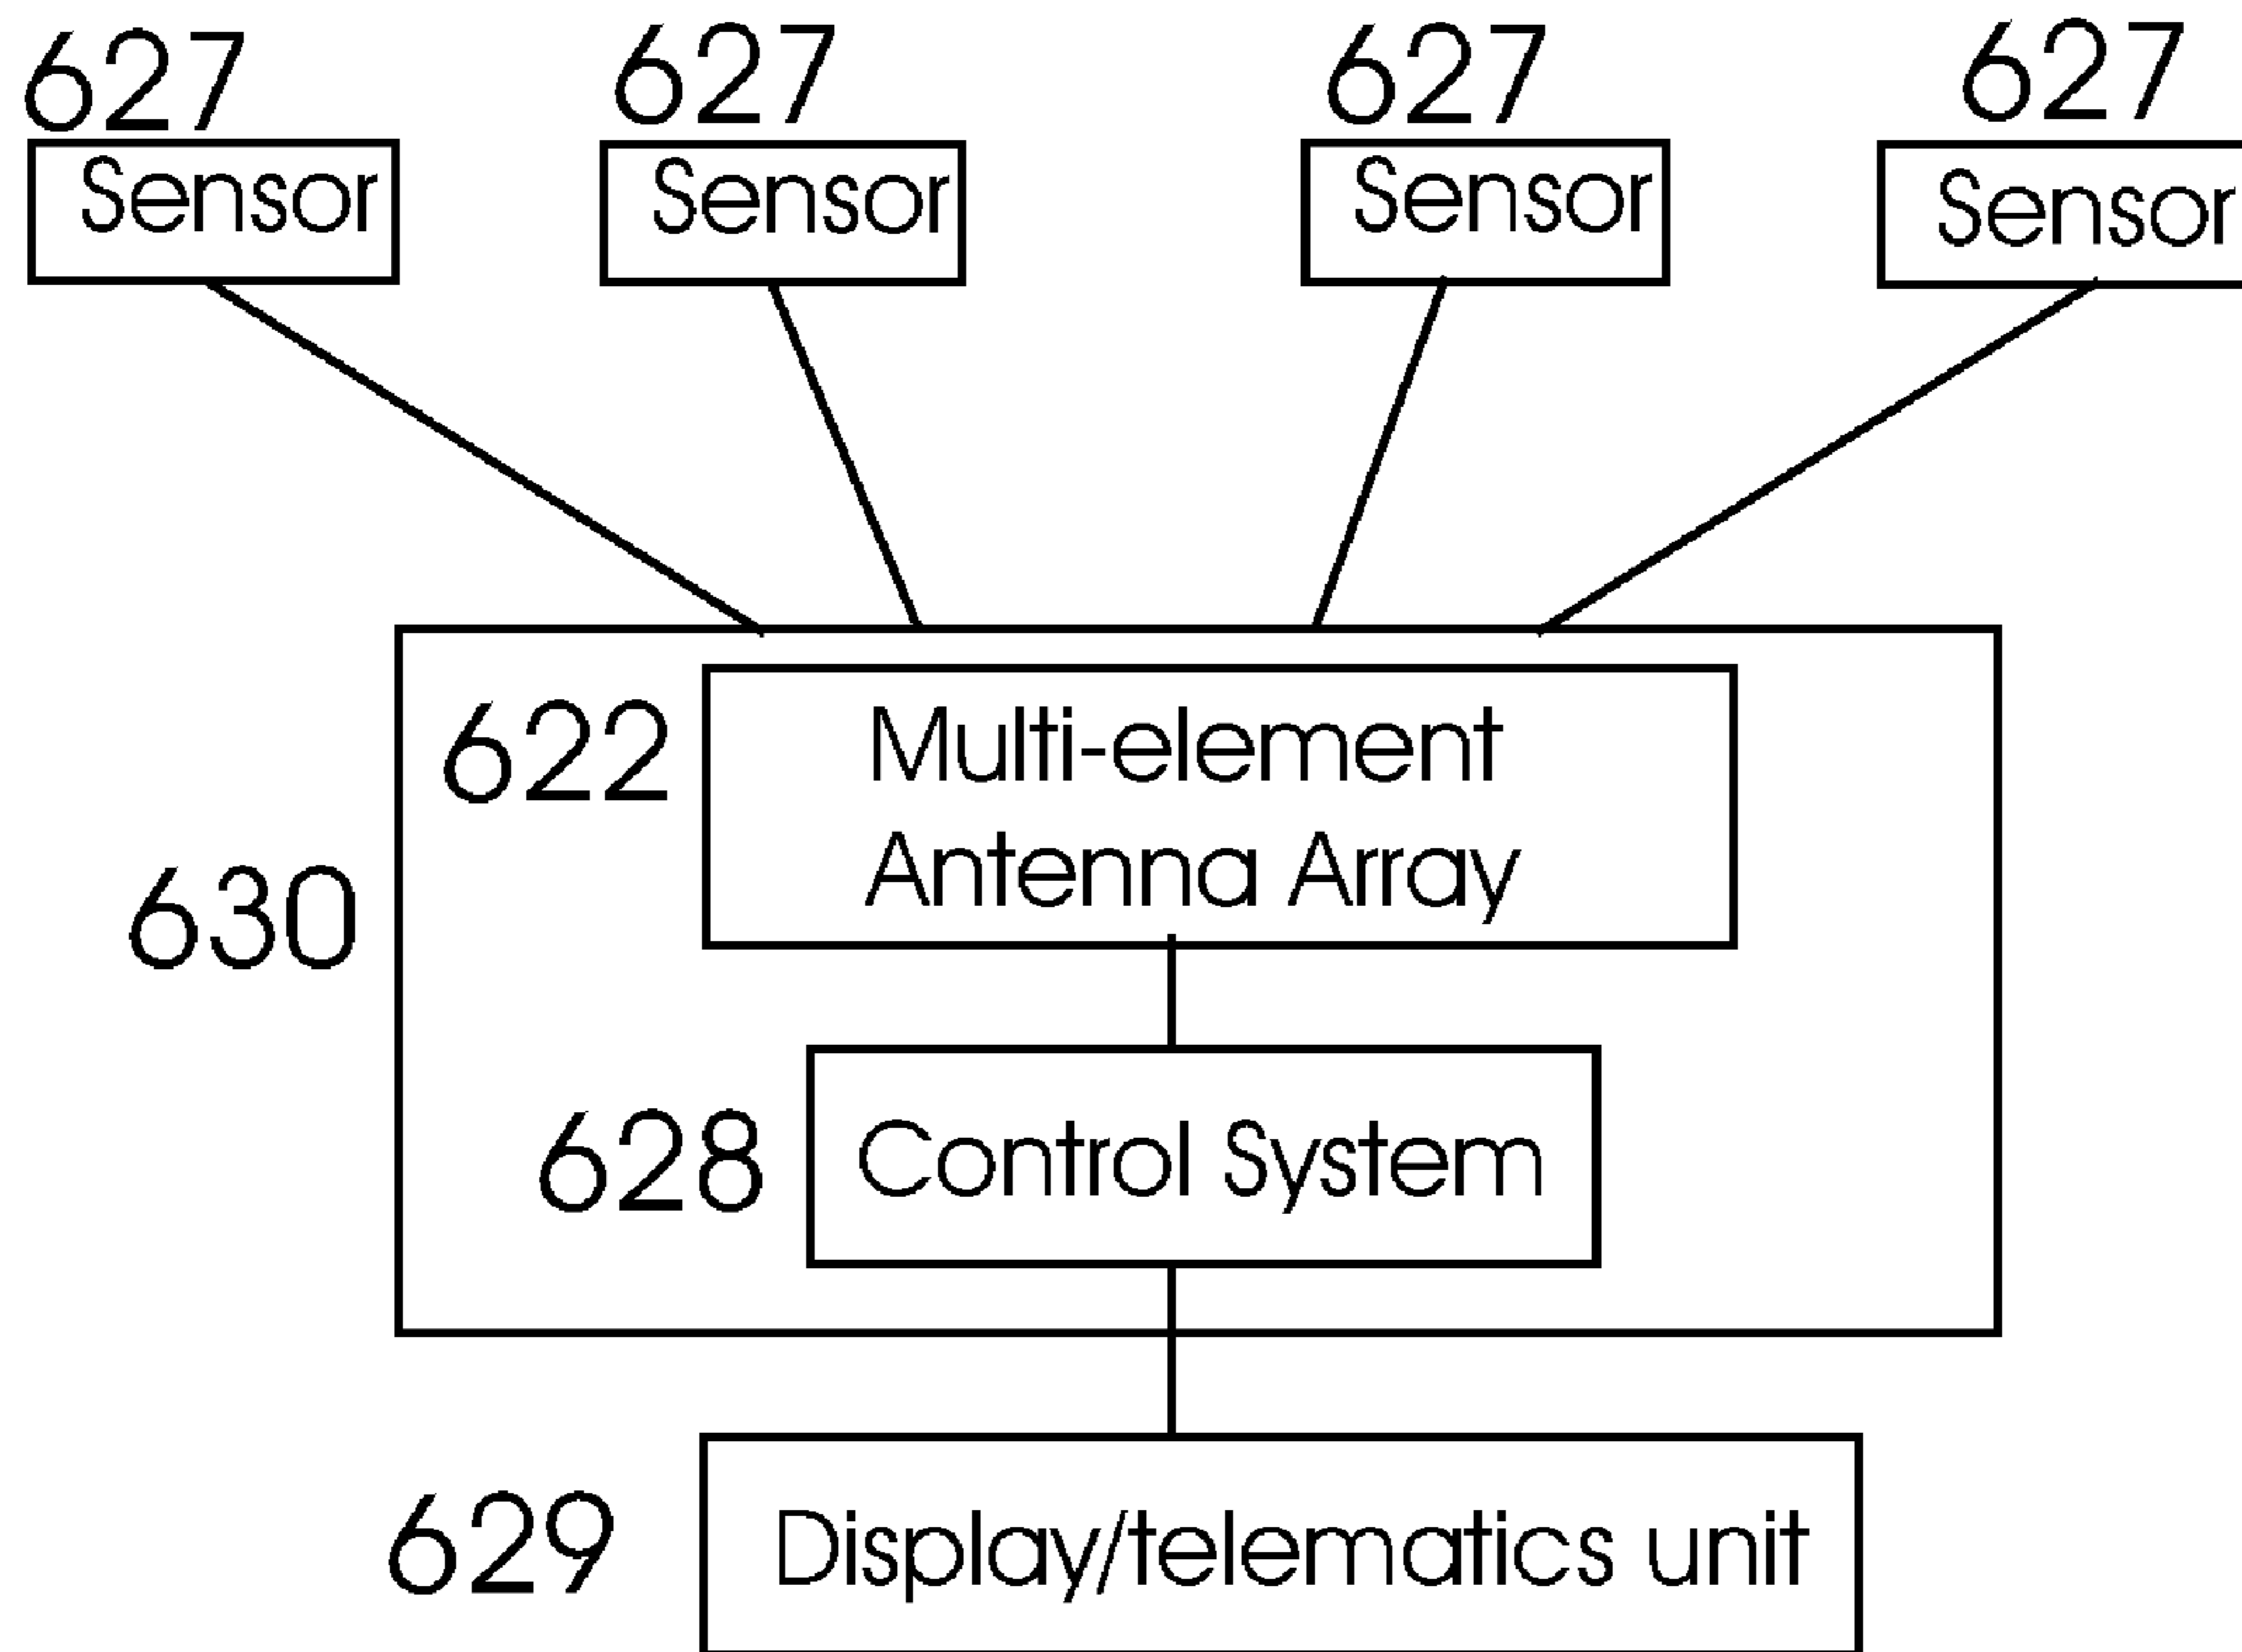 627 627 627 627
Sensor Sensor Sensor Sensor
622 Multi-element
Antenna Array
630
628 Control System
629 Display/telematics unit